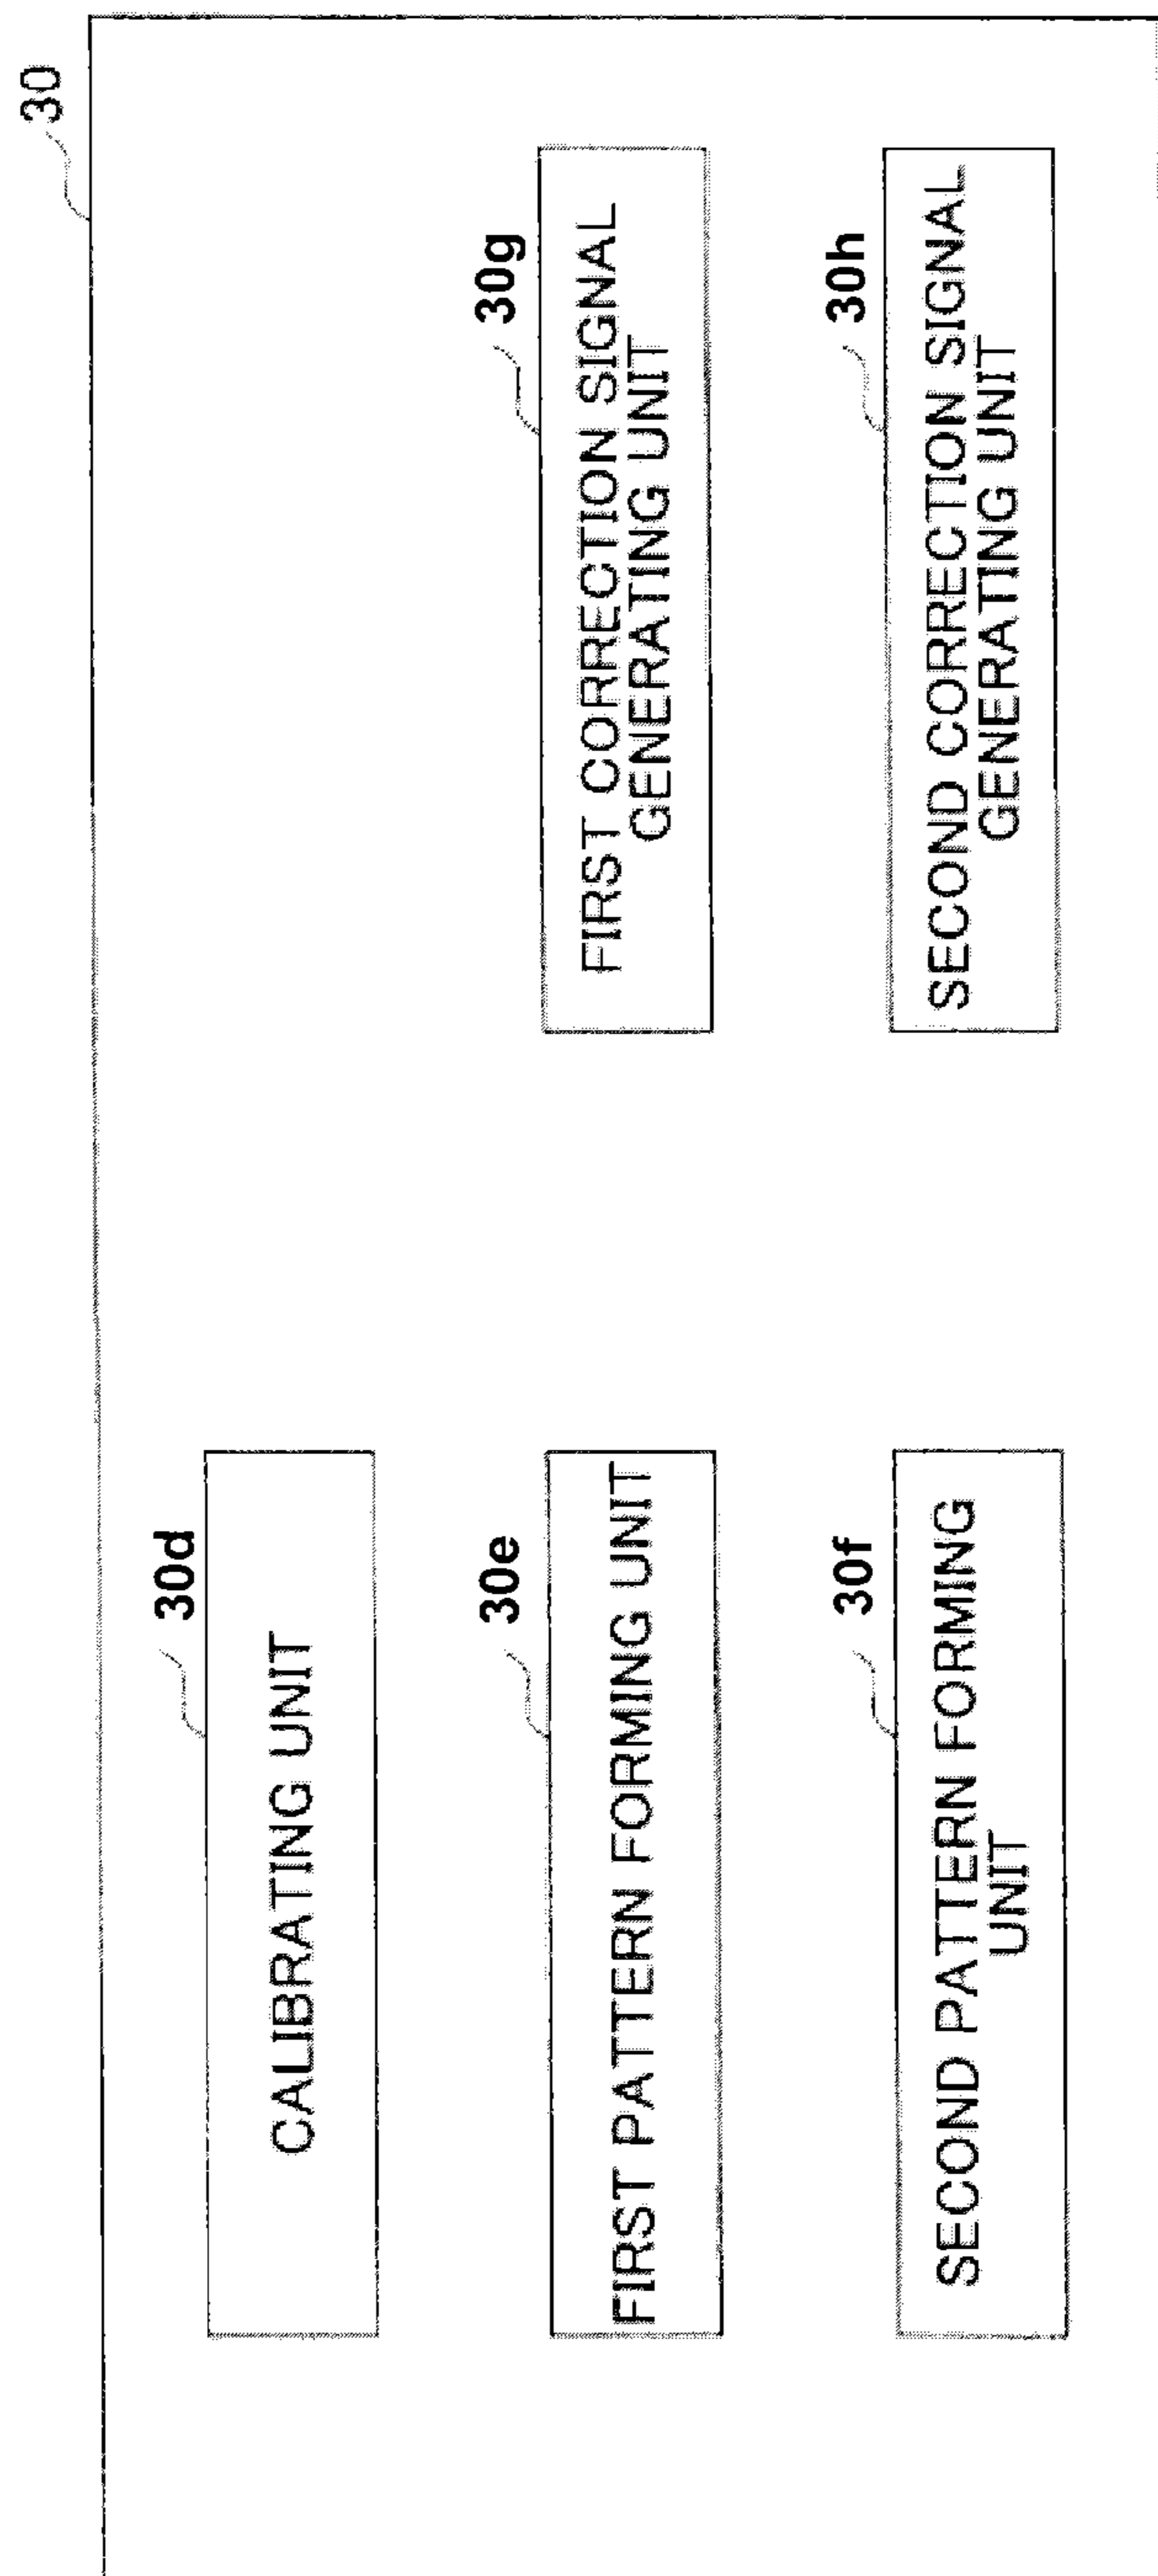 30
30d
CALIBRATING UNIT
30e
FIRST PATTERN FORMING UNIT
30g
FIRST CORRECTION SIGNAL
GENERATING UNIT
30f
SECOND PATTERN FORMING
UNIT
30h
SECOND CORRECTION SIGNAL
GENERATING UNIT